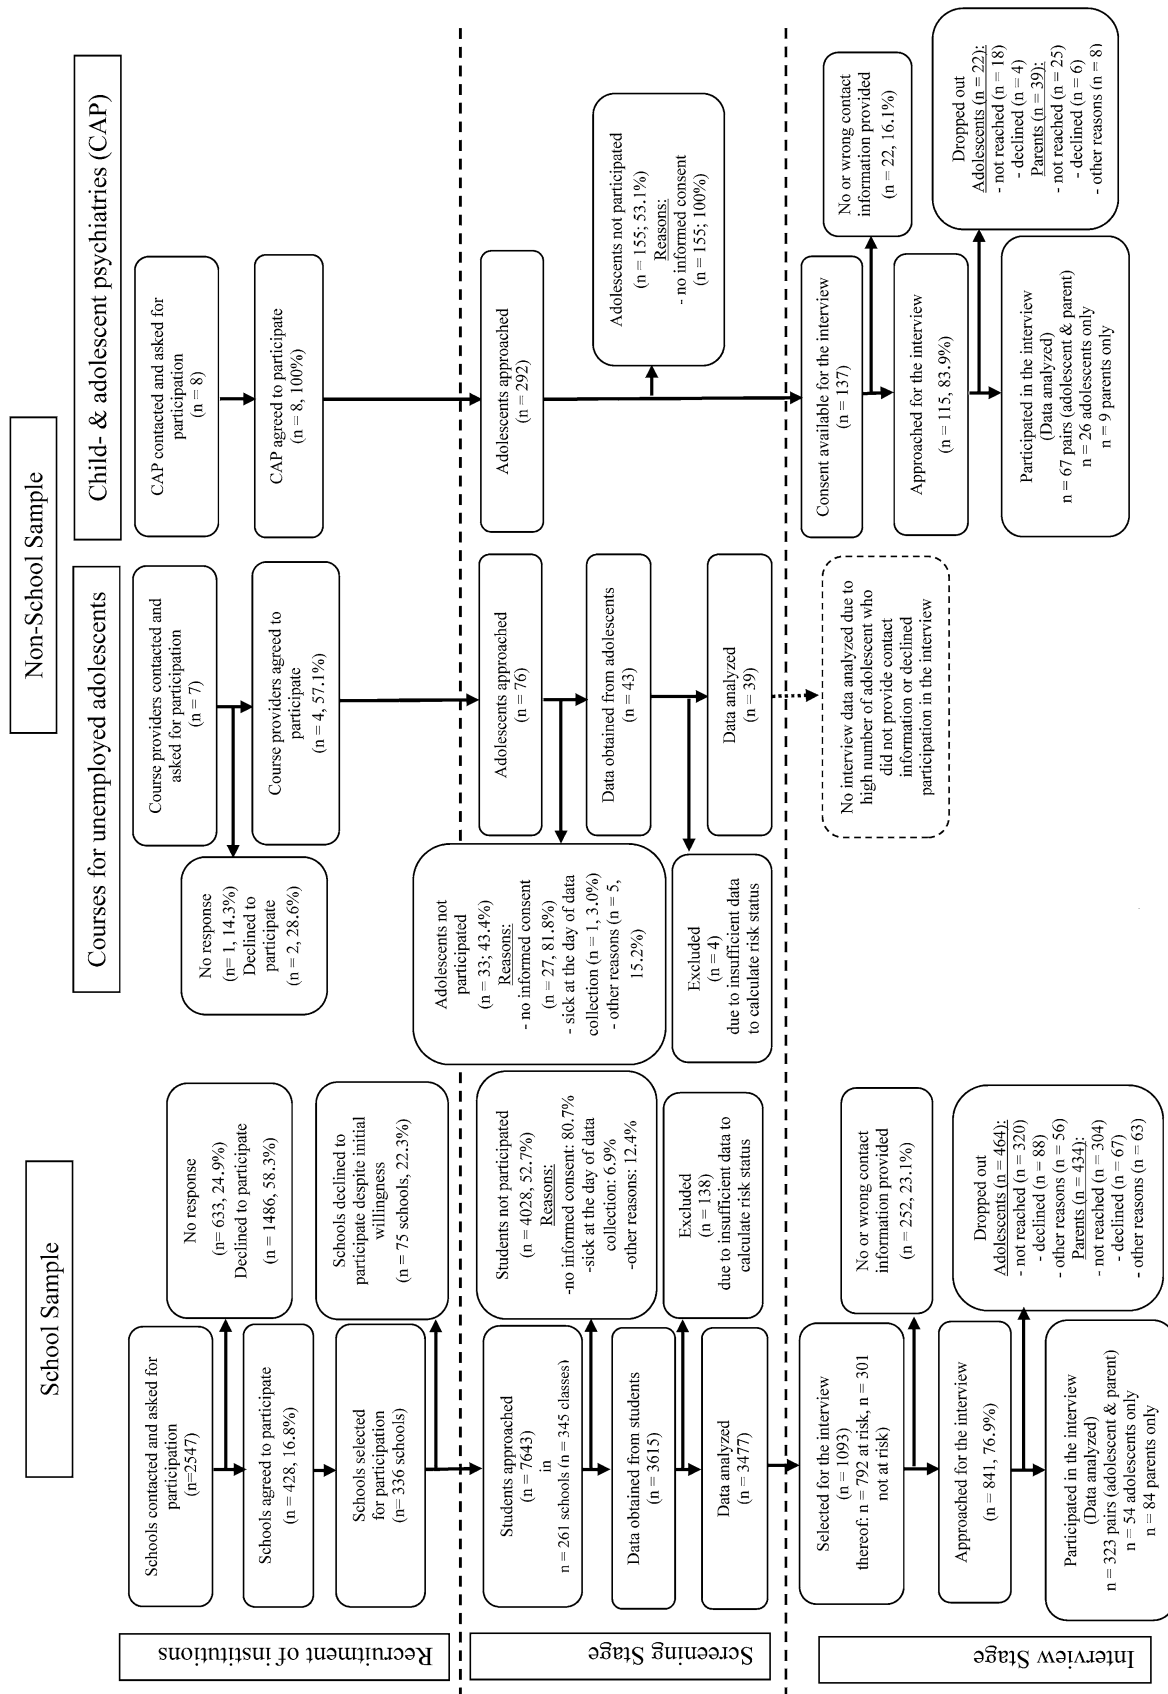 School Sample
Non-School Sample
Courses for unemployed adolescents
Child- & adolescent psychiatries (CAP)
Recruitment of institutions
Schools contacted and asked for
participation
(n=2547)
No response
(n= 633, 24.9%)
Declined to participate
(n = 1486, 58.3%)
Schools agreed to participate
(n = 428, 16.8%)
Schools selected
for participation
(n= 336 schools)
Schools declined to
participate despite initial
willingness
(n = 75 schools, 22.3%)
No response
(n= 1, 14.3%)
Declined to
participate
(n = 2, 28.6%)
Course providers contacted and
asked for participation
(n = 7)
Course providers agreed to
participate
(n = 4, 57.1%)
CAP contacted and asked for
participation
(n = 8)
CAP agreed to participate
(n = 8, 100%)
Screening Stage
Students approached
(n = 7643)
in
n = 261 schools (n = 345 classes)
Students not participated
(n = 4028, 52.7%)
Reasons:
-no informed consent: 80.7%
-sick at the day of data
collection: 6.9%
-other reasons: 12.4%
Data obtained from students
(n = 3615)
Excluded
(n = 138)
due to insufficient data to
calculate risk status
Data analyzed
(n = 3477)
Adolescents not
participated
(n = 33; 43.4%)
Reasons:
- no informed consent
(n = 27, 81.8%)
- sick at the day of data
collection (n = 1, 3.0%)
- other reasons (n = 5,
15.2%)
Adolescents approached
(n = 76)
Data obtained from adolescents
(n = 43)
Excluded
(n = 4)
due to insufficient data
to calculate risk status
Data analyzed
(n = 39)
Adolescents approached
(n = 292)
Adolescents not participated
(n = 155; 53.1%)
Reasons:
- no informed consent
(n = 155; 100%)
Interview Stage
Selected for the interview
(n = 1093)
thereof: n = 792 at risk, n = 301
not at risk)
No or wrong contact
information provided
(n = 252, 23.1%)
Approached for the interview
(n = 841, 76.9%)
Dropped out
Adolescents (n = 464):
- not reached (n = 320)
- declined (n = 88)
- other reasons (n = 56)
Parents (n = 434):
- not reached (n = 304)
- declined (n = 67)
- other reasons (n = 63)
Participated in the interview
(Data analyzed)
n = 323 pairs (adolescent & parent)
n = 54 adolescents only
n = 84 parents only
No interview data analyzed due to
high number of adolescent who
did not provide contact
information or declined
participation in the interview
Consent available for the interview
(n = 137)
No or wrong contact
information provided
(n = 22, 16.1%)
Approached for the interview
(n = 115, 83.9%)
Dropped out
Adolescents (n = 22):
- not reached (n = 18)
- declined (n = 4)
Parents (n = 39):
- not reached (n = 25)
- declined (n = 6)
- other reasons (n = 8)
Participated in the interview
(Data analyzed)
n = 67 pairs (adolescent & parent)
n = 26 adolescents only
n = 9 parents only